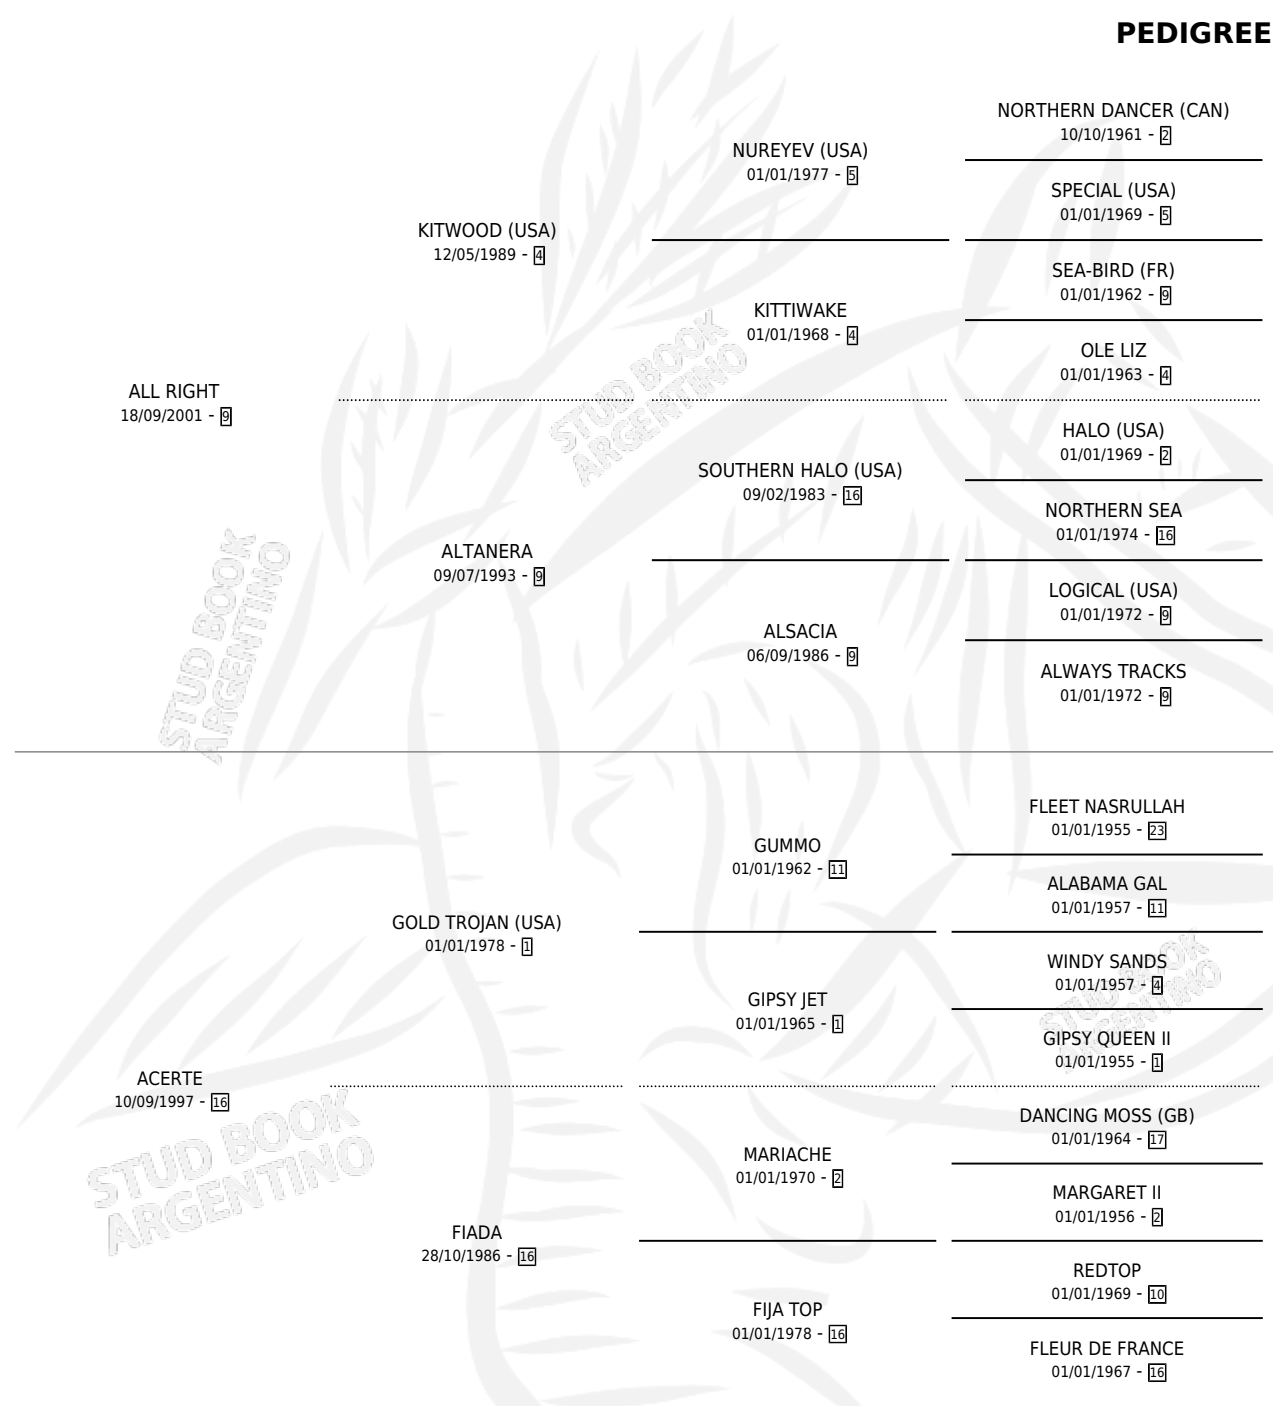 PEDIGREE
NORTHERN DANCER (CAN)
10/10/1961 - 2
NUREYEV (USA)
01/01/1977 - 5
SPECIAL (USA)
01/01/1969 - 5
KITWOOD (USA)
12/05/1989 - 4
SEA-BIRD (FR)
01/01/1962 - 9
KITTIWAKE
01/01/1968 - 4
OLE LIZ
01/01/1963 - 4
ALL RIGHT
18/09/2001 - 9
STUD BOOK
ARGENTINO
HALO (USA)
01/01/1969 - 2
SOUTHERN HALO (USA)
09/02/1983 - 16
NORTHERN SEA
01/01/1974 - 16
ALTANERA
09/07/1993 - 9
LOGICAL (USA)
01/01/1972 - 9
ALSACIA
06/09/1986 - 9
ALWAYS TRACKS
01/01/1972 - 9
STUD BOOK
ARGENTINO
FLEET NASRULLAH
01/01/1955 - 23
GUMMO
01/01/1962 - 11
ALABAMA GAL
01/01/1957 - 11
GOLD TROJAN (USA)
01/01/1978 - 1
WINDY SANDS
01/01/1957 - 4
GIPSY JET
01/01/1965 - 1
STUD BOOK
ARGENTINO
GIPSY QUEEN II
01/01/1955 - 1
ACERTE
10/09/1997 - 16
DANCING MOSS (GB)
01/01/1964 - 17
MARIACHE
01/01/1970 - 2
STUD BOOK
ARGENTINO
MARGARET II
01/01/1956 - 2
FIADA
28/10/1986 - 16
REDTOP
01/01/1969 - 10
FIJA TOP
01/01/1978 - 16
FLEUR DE FRANCE
01/01/1967 - 16